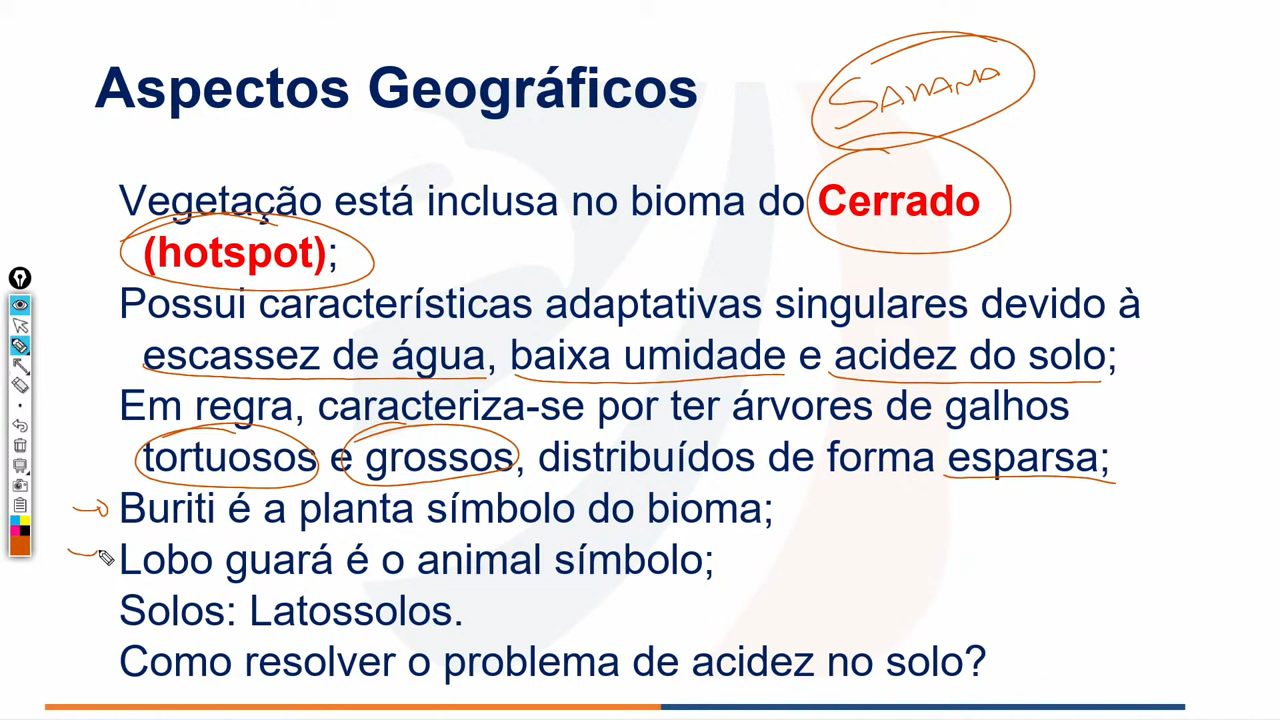 Aspectos Geográficos
SAVANA
Vegetação está inclusa no bioma do Cerrado
(hotspot);
Possui características adaptativas singulares devido à
escassez de água, baixa umidade e acidez do solo;
Em regra, caracteriza-se por ter árvores de galhos
tortuosos e grossos, distribuídos de forma esparsa;
Buriti é a planta símbolo do bioma;
Lobo guará é o animal símbolo;
Solos: Latossolos.
Como resolver o problema de acidez no solo?